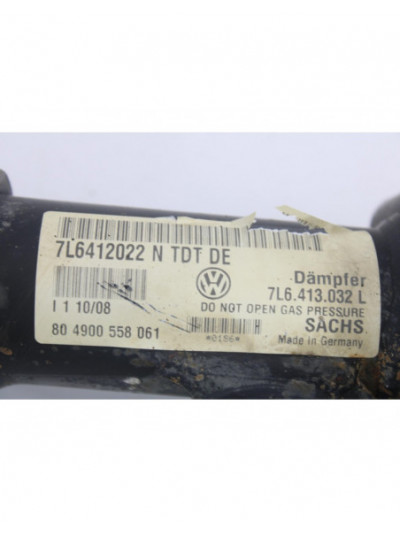 7L6412022 N TDT DE
Dämpfer
7L6.413.032 L
I 1 10/08
DO NOT OPEN GAS PRESSURE
80 4900 558 061
H H
SACHS
*0156*
Made in Germany